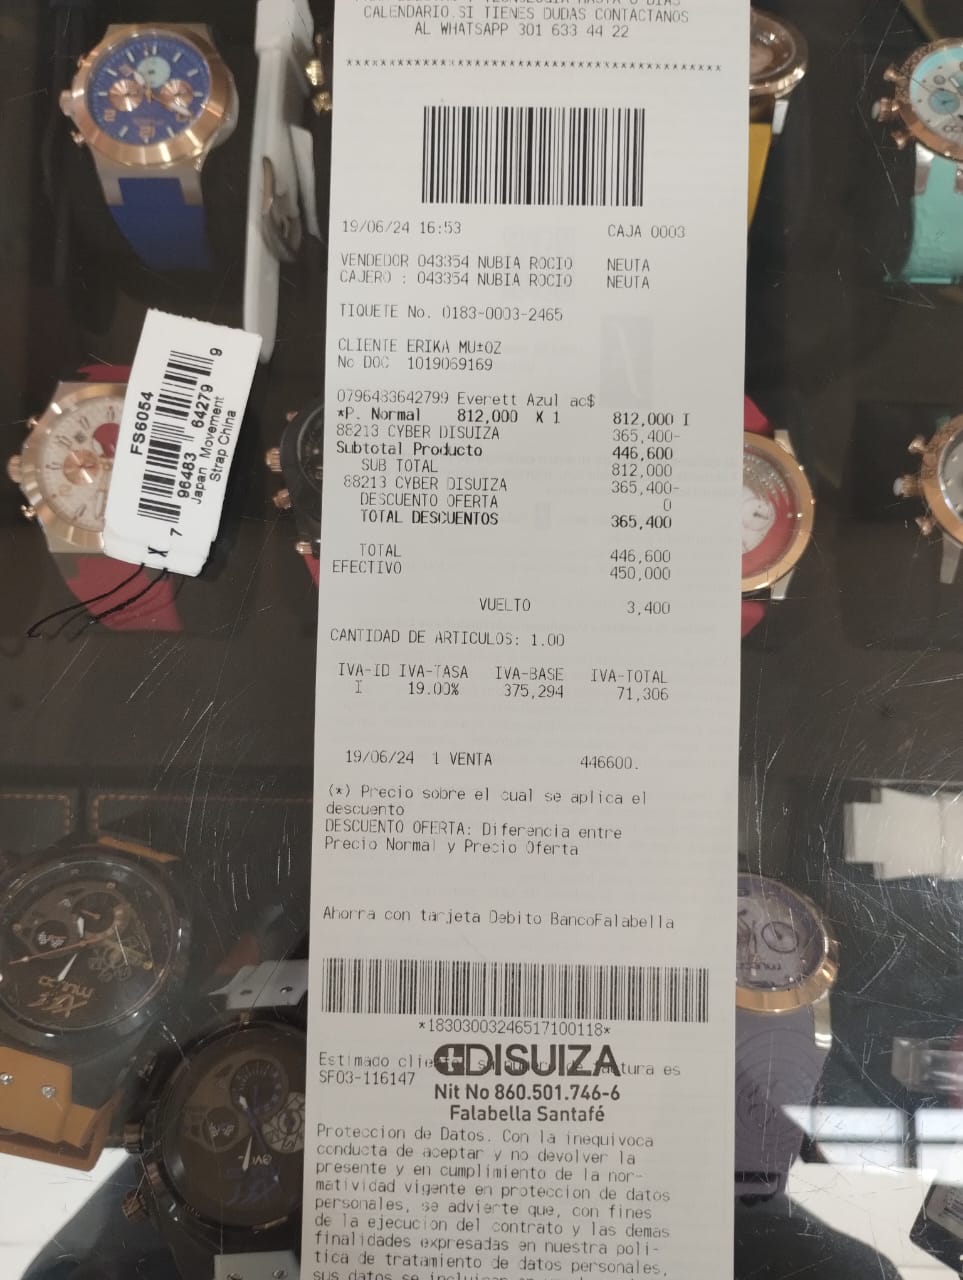 CALENDARIO.SI TIENES DUDAS CONTACTANOS
AL WHATSAPP 301 633 44 22
************************************************
19/06/24 16:53 CAJA 0003
VENDEDOR 043354 NUBIA ROCIO NEUTA
CAJERO : 043354 NUBIA ROCIO NEUTA
TIQUETE No. 0183-0003-2465
CLIENTE ERIKA MU±OZ
No DOC 1019069169
0796483642799 Everett Azul ac$
*P. Normal 812,000 X 1 812,000 I
88213 CYBER DISUIZA 365,400-
Subtotal Producto 446,600
SUB TOTAL 812,000
88213 CYBER DISUIZA 365,400-
DESCUENTO OFERTA 0
TOTAL DESCUENTOS 365,400
TOTAL 446,600
EFECTIVO 450,000
VUELTO 3,400
CANTIDAD DE ARTICULOS: 1.00
IVA-ID IVA-TASA IVA-BASE IVA-TOTAL
I 19.00% 375,294 71,306
19/06/24 1 VENTA 446600.
(*) Precio sobre el cual se aplica el
descuento
DESCUENTO OFERTA: Diferencia entre
Precio Normal y Precio Oferta
Ahorra con tarjeta Debito BancoFalabella
*18303003246517100118*
Estimado cliente su número de factura es
SF03-116147
DISUIZA
Nit No 860.501.746-6
Falabella Santafé
Proteccion de Datos. Con la inequivoca
conducta de aceptar y no devolver la
presente y en cumplimiento de la nor-
matividad vigente en proteccion de datos
personales, se advierte que, con fines
de la ejecucion del contrato y las demas
finalidades expresadas en nuestra poli-
tica de tratamiento de datos personales,
FS6054
7 96483 64279 9
Japan Movement
Strap China
X